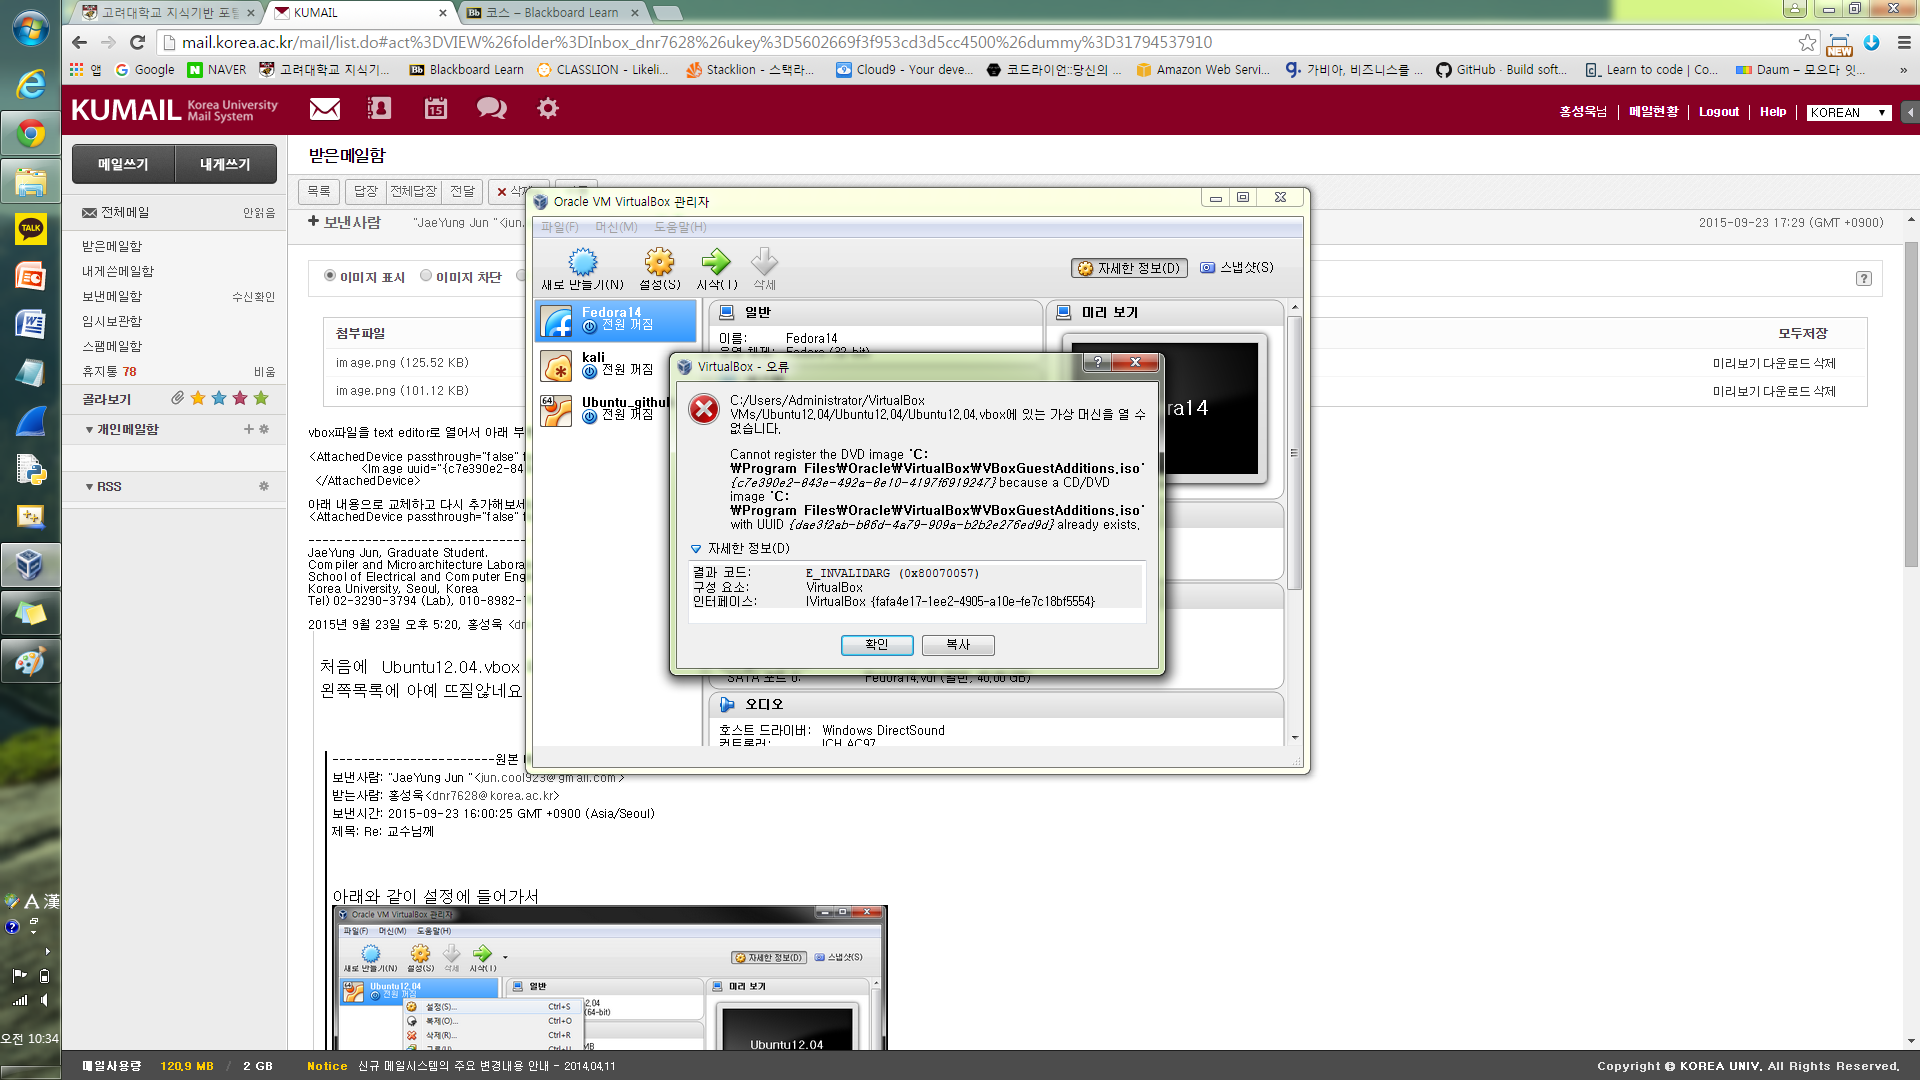 고려대학교 지식기반 포털
KUMAIL
코스 – Blackboard Learn
mail.korea.ac.kr/mail/list.do#act%3DVIEW%26folder%3DInbox_dnr7628%26ukey%3D5602669f3f953cd3d5cc4500%26dummy%3D31794537910
앱 Google NAVER 고려대학교 지식기... Blackboard Learn CLASSLION - Likeli... Stacklion - 스택라... Cloud9 - Your deve... 코드라이언::당신의 ... Amazon Web Servi... 가비아, 비즈니스를 ... GitHub · Build soft... Learn to code | Co... Daum – 모으다 잇... »
NEW
KUMAIL Korea University Mail System
15
홍성욱님 | 메일현황 | Logout | Help | KOREAN
메일쓰기 내게쓰기
받은메일함
목록 답장 전체답장 전달
전체메일 안읽음
받은메일함
내게쓴메일함
보낸메일함 수신확인
임시보관함
스팸메일함
휴지통 78 비움
골라보기
개인메일함
RSS
보낸사람 "JaeYung Jun "<jun.
2015-09-23 17:29 (GMT +0900)
이미지 표시 이미지 차단
첨부파일 모두저장
image.png (125.52 KB) 미리보기 다운로드 삭제
image.png (101.12 KB) 미리보기 다운로드 삭제
vbox파일을 text editor로 열어서 아래 부
<AttachedDevice passthrough="false"
<Image uuid="{c7e390e2-84
</AttachedDevice>
아래 내용으로 교체하고 다시 추가해보세
<AttachedDevice passthrough="false"
JaeYung Jun, Graduate Student.
Compiler and Microarchitecture Labora
School of Electrical and Computer Eng
Korea University, Seoul, Korea
Tel) 02-3290-3794 (Lab), 010-8982-
2015년 9월 23일 오후 5:20, 홍성욱 <dn
처음에 Ubuntu12.04.vbox
왼쪽목록에 아예 뜨질않네요
------------------------원본
보낸사람: "JaeYung Jun "<jun.cool923@gmail.com>
받는사람: 홍성욱<dnr7628@korea.ac.kr>
보낸시간: 2015-09-23 16:00:25 GMT +0900 (Asia/Seoul)
제목: Re: 교수님께
아래와 같이 설정에 들어가서
Oracle VM VirtualBox 관리자
파일(F) 머신(M) 도움말(H)
새로 만들기(N) 설정(S) 시작(T) 삭제
자세한 정보(D) 스냅샷(S)
Fedora14
전원 꺼짐
kali
전원 꺼짐
64
Ubuntu_githul
전원 꺼짐
일반
이름: Fedora14
운영 체제: Fedora (32-bit)
미리 보기
ra14
SATA 포트 0: Fedora14.vdi (일반, 40.00 GB)
오디오
호스트 드라이버: Windows DirectSound
컨트롤러: ICH AC97
VirtualBox - 오류
C:/Users/Administrator/VirtualBox
VMs/Ubuntu12.04/Ubuntu12.04/Ubuntu12.04.vbox에 있는 가상 머신을 열 수
없습니다.
Cannot register the DVD image 'C:
₩Program Files₩Oracle₩VirtualBox₩VBoxGuestAdditions.iso'
{c7e390e2-843e-492a-8e10-4197f6919247} because a CD/DVD
image 'C:
₩Program Files₩Oracle₩VirtualBox₩VBoxGuestAdditions.iso'
with UUID {dae3f2ab-b86d-4a79-909a-b2b2e276ed9d} already exists.
자세한 정보(D)
결과 코드: E_INVALIDARG (0x80070057)
구성 요소: VirtualBox
인터페이스: IVirtualBox {fafa4e17-1ee2-4905-a10e-fe7c18bf5554}
확인 복사
Oracle VM VirtualBox 관리자
파일(F) 머신(M) 도움말(H)
새로 만들기(N) 설정(S) 삭제 시작(T)
자세한 정보(D) 스냅샷(S)
Ubuntu12.04
전원 꺼짐
일반
미리 보기
설정(S)... Ctrl+S
복제(O)... Ctrl+O
삭제(R)... Ctrl+R
2.04
(64-bit)
MB
Ubuntu12.04
TALK
A 漢
오전 10:34
메일사용량 120.9 MB / 2 GB Notice 신규 메일시스템의 주요 변경내용 안내 - 2014.04.11
Copyright @ KOREA UNIV. All Rights Reserved.